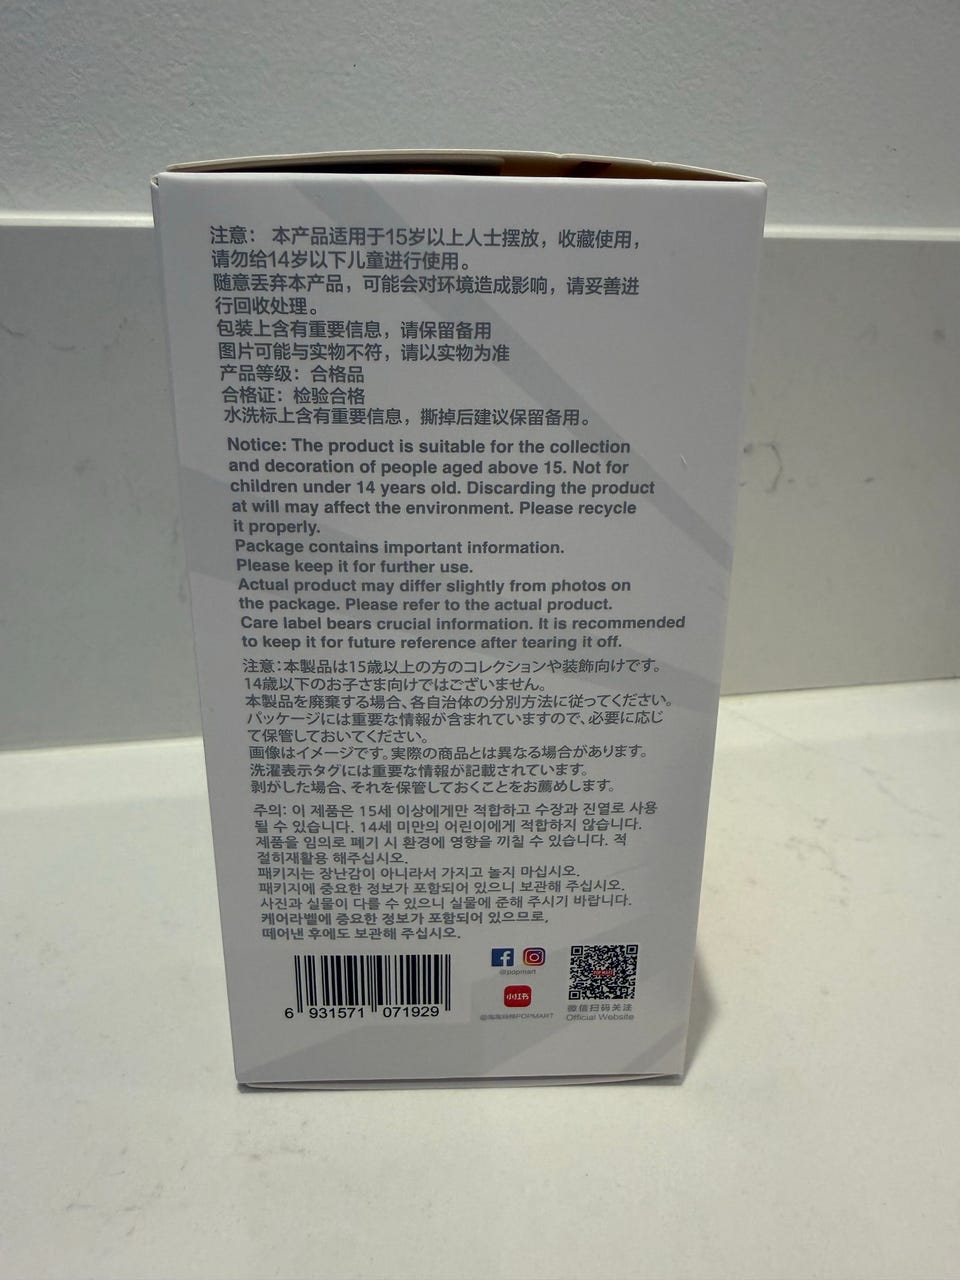 注意： 本产品适用于15岁以上人士摆放，收藏使用，
请勿给14岁以下儿童进行使用。
随意丢弃本产品，可能会对环境造成影响，请妥善进
行回收处理。
包装上含有重要信息，请保留备用
图片可能与实物不符，请以实物为准
产品等级：合格品
合格证：检验合格
水洗标上含有重要信息，撕掉后建议保留备用。
Notice: The product is suitable for the collection
and decoration of people aged above 15. Not for
children under 14 years old. Discarding the product
at will may affect the environment. Please recycle
it properly.
Package contains important information.
Please keep it for further use.
Actual product may differ slightly from photos on
the package. Please refer to the actual product.
Care label bears crucial information. It is recommended
to keep it for future reference after tearing it off.
注意：本製品は15歳以上の方のコレクションや装飾向けです。
14歳以下のお子さま向けではございません。
本製品を廃棄する場合、各自治体の分別方法に従ってください。
パッケージには重要な情報が含まれていますので、必要に応じ
て保管しておいてください。
画像はイメージです。実際の商品とは異なる場合があります。
洗濯表示タグには重要な情報が記載されています。
剥がした場合、それを保管しておくことをお薦めします。
주의: 이 제품은 15세 이상에게만 적합하고 수장과 진열로 사용
될 수 있습니다. 14세 미만의 어린이에게 적합하지 않습니다.
제품을 임의로 폐기 시 환경에 영향을 끼칠 수 있습니다. 적
절히재활용 해주십시오.
패키지는 장난감이 아니라서 가지고 놀지 마십시오.
패키지에 중요한 정보가 포함되어 있으니 보관해 주십시오.
사진과 실물이 다를 수 있으니 실물에 준해 주시기 바랍니다.
케어라벨에 중요한 정보가 포함되어 있으므로,
떼어낸 후에도 보관해 주십시오.
6 931571 071929
@popmart
小红书
@泡泡玛特POPMART
POP MART
微信扫码关注
Official Website